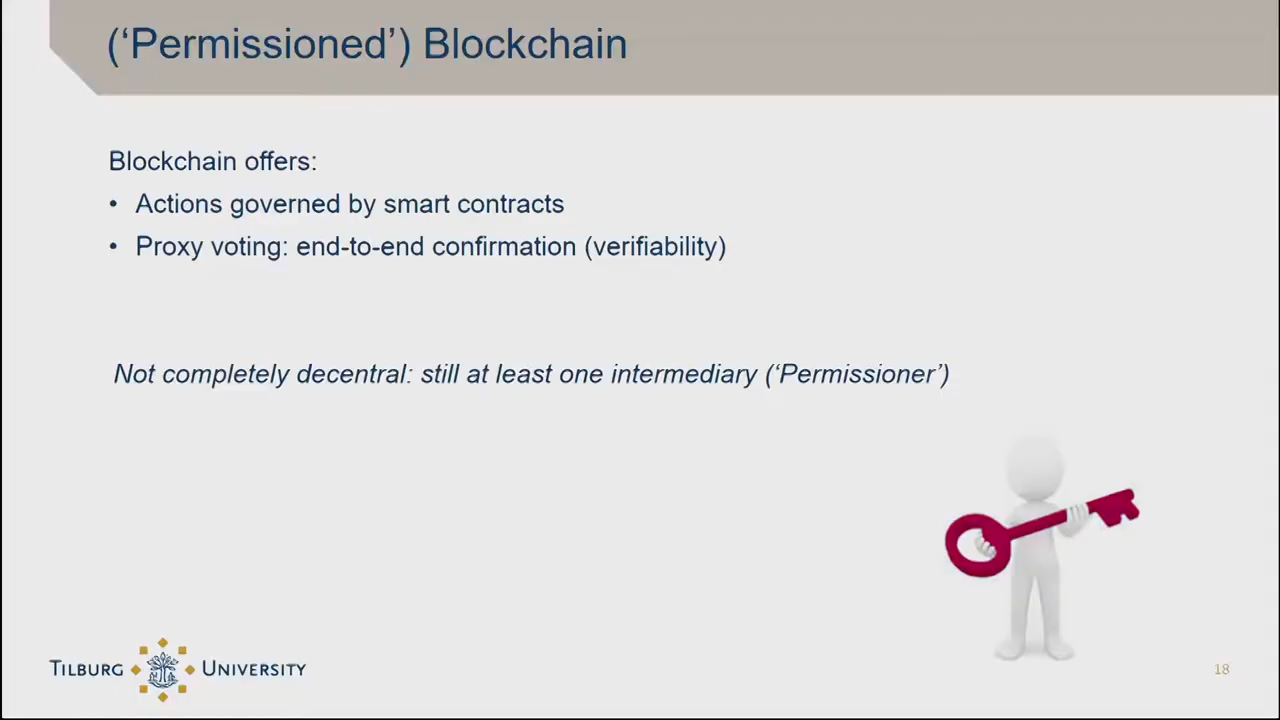 (‘Permissioned’) Blockchain
Blockchain offers:
• Actions governed by smart contracts
• Proxy voting: end-to-end confirmation (verifiability)
Not completely decentral: still at least one intermediary (‘Permissioner’)
TILBURG UNIVERSITY
18